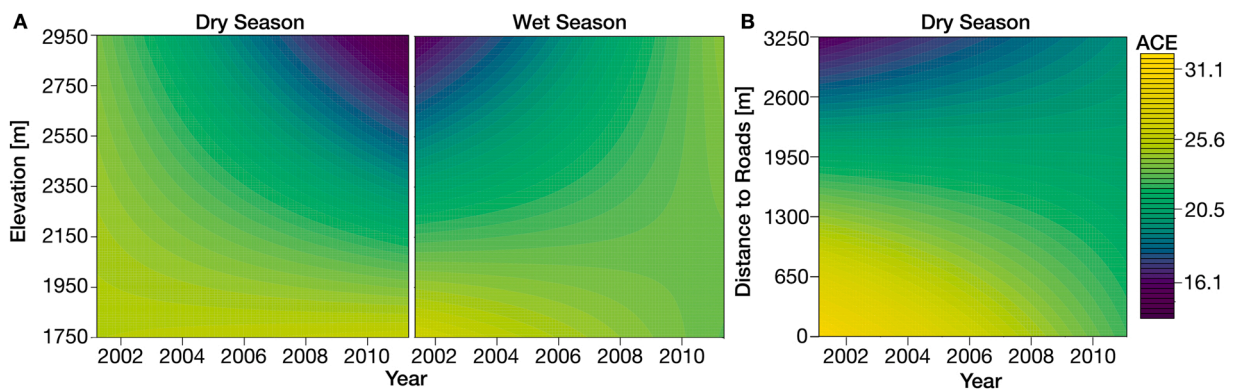 A
Dry Season
Wet Season
B
Dry Season
2950
2750
2550
2350
2150
1950
1750
Elevation [m]
2002 2004 2006 2008 2010
2002 2004 2006 2008 2010
Year
3250
2600
1950
1300
650
0
Distance to Roads [m]
2002 2004 2006 2008 2010
Year
ACE
31.1
25.6
20.5
16.1